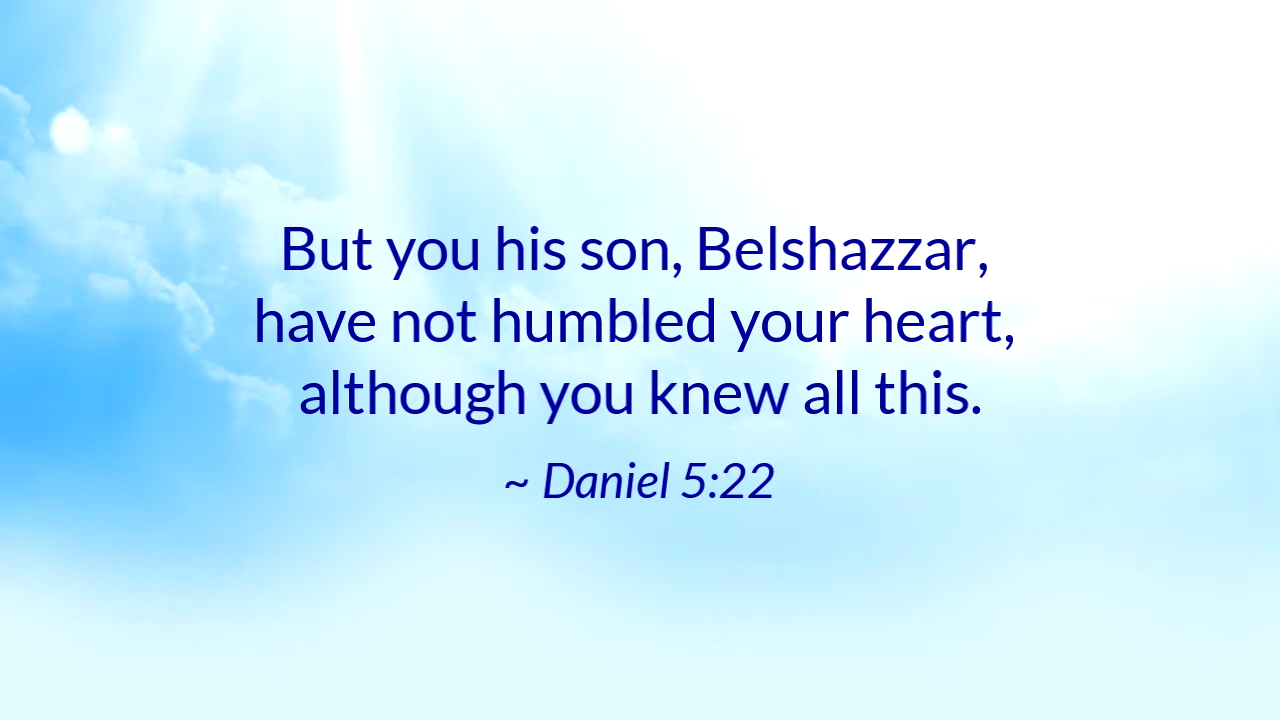 But you his son, Belshazzar,
have not humbled your heart,
although you knew all this.
~ Daniel 5:22